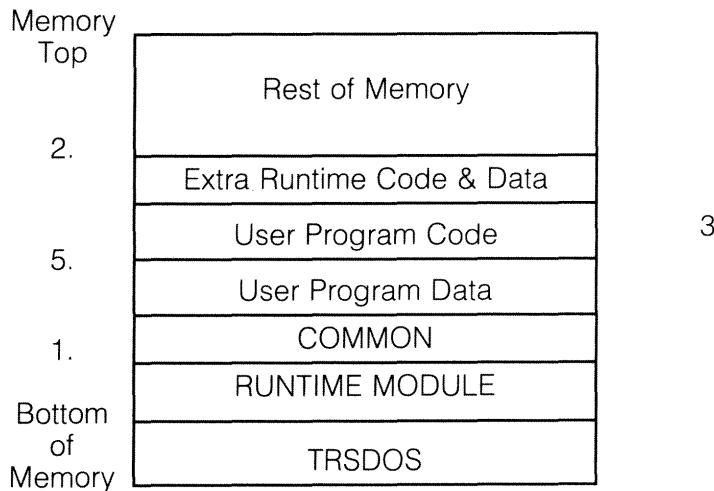 Memory
Top
Rest of Memory
2.
Extra Runtime Code & Data
User Program Code
3
5.
User Program Data
COMMON
1.
RUNTIME MODULE
Bottom
of
Memory
TRSDOS